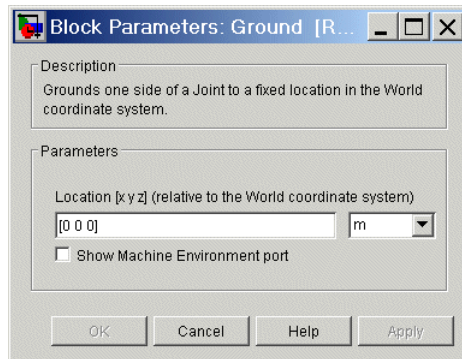 Block Parameters: Ground [R...
Description
Grounds one side of a Joint to a fixed location in the World
coordinate system.
Parameters
Location [x y z] (relative to the World coordinate system)
[0 0 0]
m
Show Machine Environment port
OK
Cancel
Help
Apply